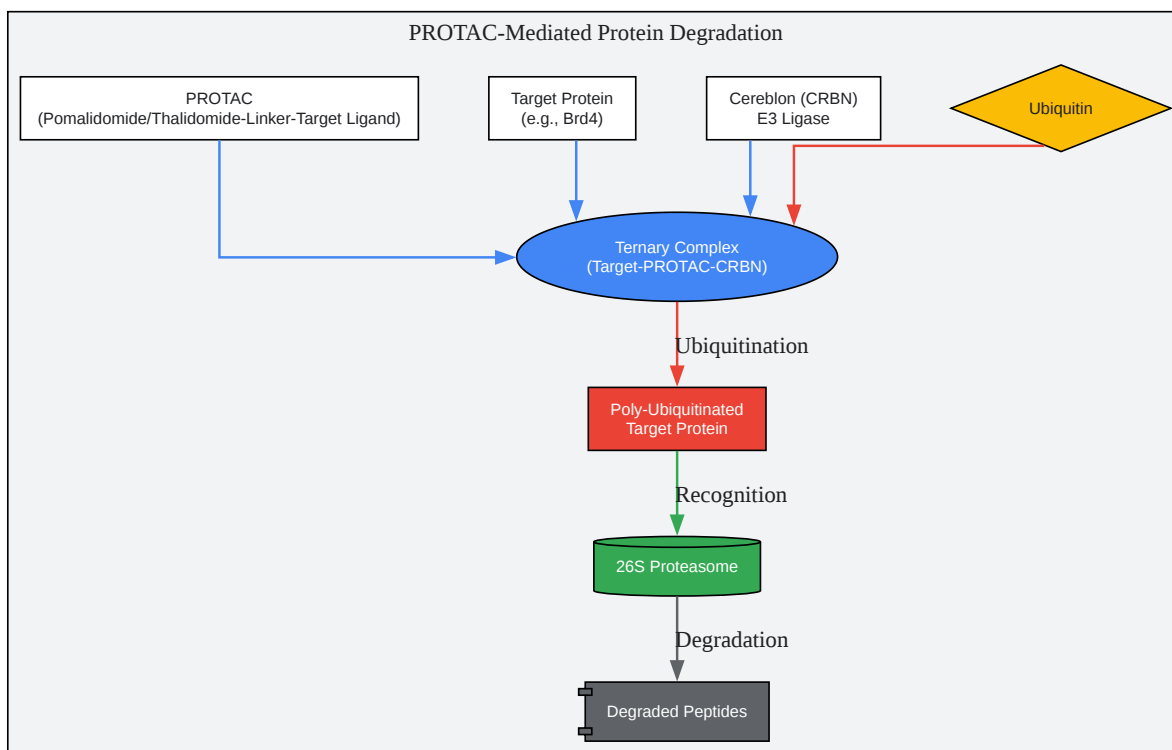 PROTAC-Mediated Protein Degradation
PROTAC
(Pomalidomide/Thalidomide-Linker-Target Ligand)
Target Protein
(e.g., Brd4)
Cereblon (CRBN)
E3 Ligase
Ubiquitin
Ternary Complex
(Target-PROTAC-CRBN)
Ubiquitination
Poly-Ubiquitinated
Target Protein
Recognition
26S Proteasome
Degradation
Degraded Peptides